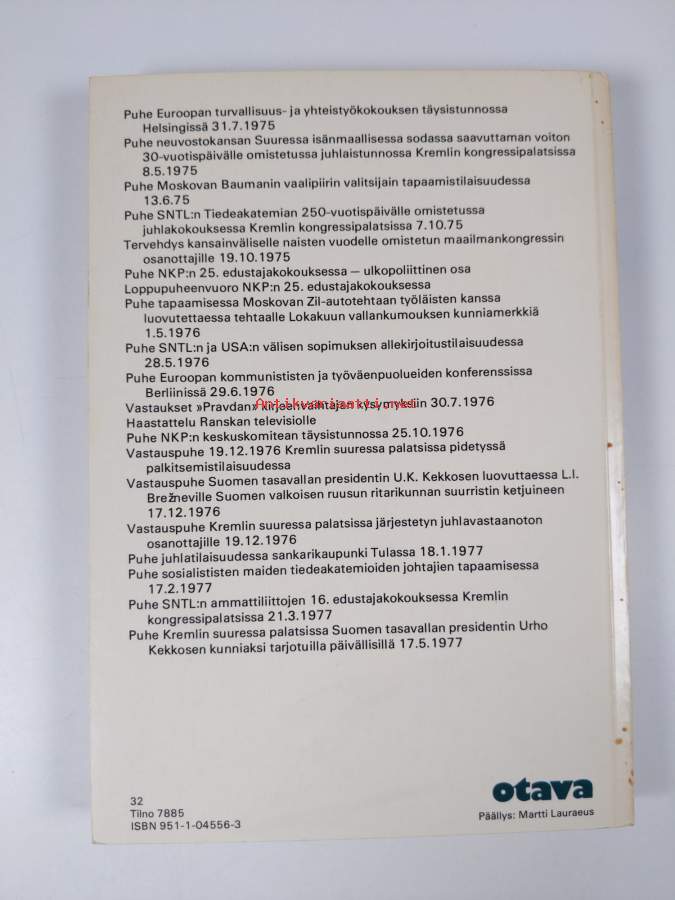 Puhe Euroopan turvallisuus- ja yhteistyökokouksen täysistunnossa
Helsingissä 31.7.1975
Puhe neuvostokansan Suuressa isänmaallisessa sodassa saavuttaman voiton
30-vuotispäivälle omistetussa juhlaistunnossa Kremlin kongressipalatsissa
8.5.1975
Puhe Moskovan Baumanin vaalipiirin valitsijain tapaamistilaisuudessa
13.6.75
Puhe SNTL:n Tiedeakatemian 250-vuotispäivälle omistetussa
juhlakokouksessa Kremlin kongressipalatsissa 7.10.75
Tervehdys kansainväliselle naisten vuodelle omistetun maailmankongressin
osanottajille 19.10.1975
Puhe NKP:n 25. edustajakokouksessa — ulkopoliittinen osa
Loppupuheenvuoro NKP:n 25. edustajakokouksessa
Puhe tapaamisessa Moskovan Zil-autotehtaan työläisten kanssa
luovutettaessa tehtaalle Lokakuun vallankumouksen kunniamerkkiä
1.5.1976
Puhe SNTL:n ja USA:n välisen sopimuksen allekirjoitustilaisuudessa
28.5.1976
Puhe Euroopan kommunististen ja työväenpuolueiden konferenssissa
Berliinissä 29.6.1976
Vastaukset »Pravdan» kirjeenvaihtajan kysymyksiin 30.7.1976
Antikvariaatti.net
Haastattelu Ranskan televisiolle
Puhe NKP:n keskuskomitean täysistunnossa 25.10.1976
Vastauspuhe 19.12.1976 Kremlin suuressa palatsissa pidetyssä
palkitsemistilaisuudessa
Vastauspuhe Suomen tasavallan presidentin U.K. Kekkosen luovuttaessa L.I.
Brežneville Suomen valkoisen ruusun ritarikunnan suurristin ketjuineen
17.12.1976
Vastauspuhe Kremlin suuressa palatsissa järjestetyn juhlavastaanoton
osanottajille 19.12.1976
Puhe juhlatilaisuudessa sankarikaupunki Tulassa 18.1.1977
Puhe sosialististen maiden tiedeakatemioiden johtajien tapaamisessa
17.2.1977
Puhe SNTL:n ammattiliittojen 16. edustajakokouksessa Kremlin
kongressipalatsissa 21.3.1977
Puhe Kremlin suuressa palatsissa Suomen tasavallan presidentin Urho
Kekkosen kunniaksi tarjotuilla päivällisillä 17.5.1977
otava
Päällys: Martti Lauraeus
32
Tilno 7885
ISBN 951-1-04556-3